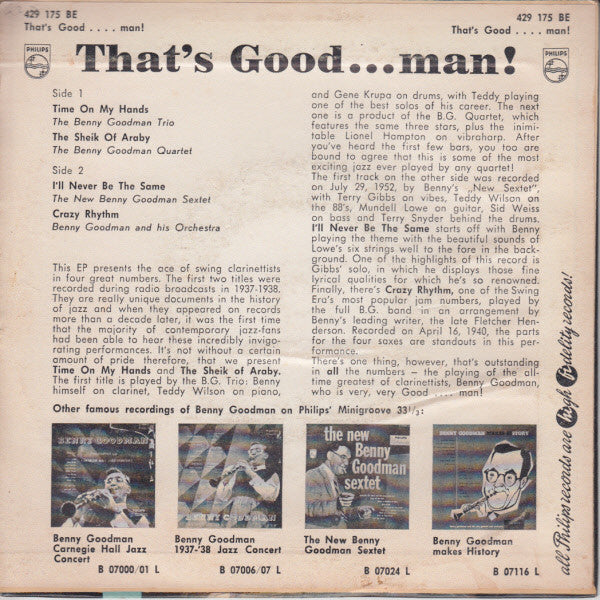 429 175 BE
That's Good .... man!
429 175 BE
That's Good .... man!
PHILIPS
PHILIPS
That's Good...man!
Side 1
Time On My Hands
The Benny Goodman Trio
The Sheik Of Araby
The Benny Goodman Quartet
Side 2
I'll Never Be The Same
The New Benny Goodman Sextet
Crazy Rhythm
Benny Goodman and his Orchestra
This EP presents the ace of swing clarinettists
in four great numbers. The first two titles were
recorded during radio broadcasts in 1937-1938.
They are really unique documents in the history
of jazz and when they appeared on records
more than a decade later, it was the first time
that the majority of contemporary jazz-fans
had been able to hear these incredibly invigo-
rating performances. It's not without a certain
amount of pride therefore, that we present
Time On My Hands and The Sheik of Araby.
The first title is played by the B.G. Trio: Benny
himself on clarinet, Teddy Wilson on piano,
and Gene Krupa on drums, with Teddy playing
one of the best solos of his career. The next
one is a product of the B.G. Quartet, which
features the same three stars, plus the inimi-
table Lionel Hompton on vibraharp. After
you've heard the first few bars, you too are
bound to agree that this is some of the most
exciting jazz ever played by any quartet!
The first track on the other side was recorded
on July 29, 1952, by Benny's „New Sextet",
with Terry Gibbs on vibes, Teddy Wilson on
the 88's, Mundell Lowe on guitar, Sid Weiss
on bass and Terry Snyder behind the drums.
I'll Never Be The Same starts off with Benny
playing the theme with the beautiful sounds of
Lowe's six strings well to the fore in the back-
ground. One of the highlights of this record is
Gibbs' solo, in which he displays those fine
lyrical qualities for which he's so renowned.
Finally, there's Crazy Rhythm, one of the Swing
Era's most popular jam numbers, played by
the full B.G. band in an arrangement by
Benny's leading writer, the late Fletcher Hen-
derson. Recorded on April 16, 1940, the parts
for the four saxes are standouts in this per-
formance.
There's one thing, however, that's outstanding
in all the numbers – the playing of the all-
time greatest of clarinetists, Benny Goodman,
who is very, very Good .... man!
Other famous recordings of Benny Goodman on Philips' Minigroove 33 1/3:
BENNY GOODMAN
BENNY GOODMAN
the new
Benny
Goodman
sextet
BENNY GOODMAN MAKES HISTORY
Benny Goodman
Carnegie Hall Jazz
Concert
B 07000/01 L
Benny Goodman
1937-'38 Jazz Concert
B 07006/07 L
The New Benny
Goodman Sextet
B 07024 L
Benny Goodman
makes History
B 07116 L
all Philips records are High Fidelity records!